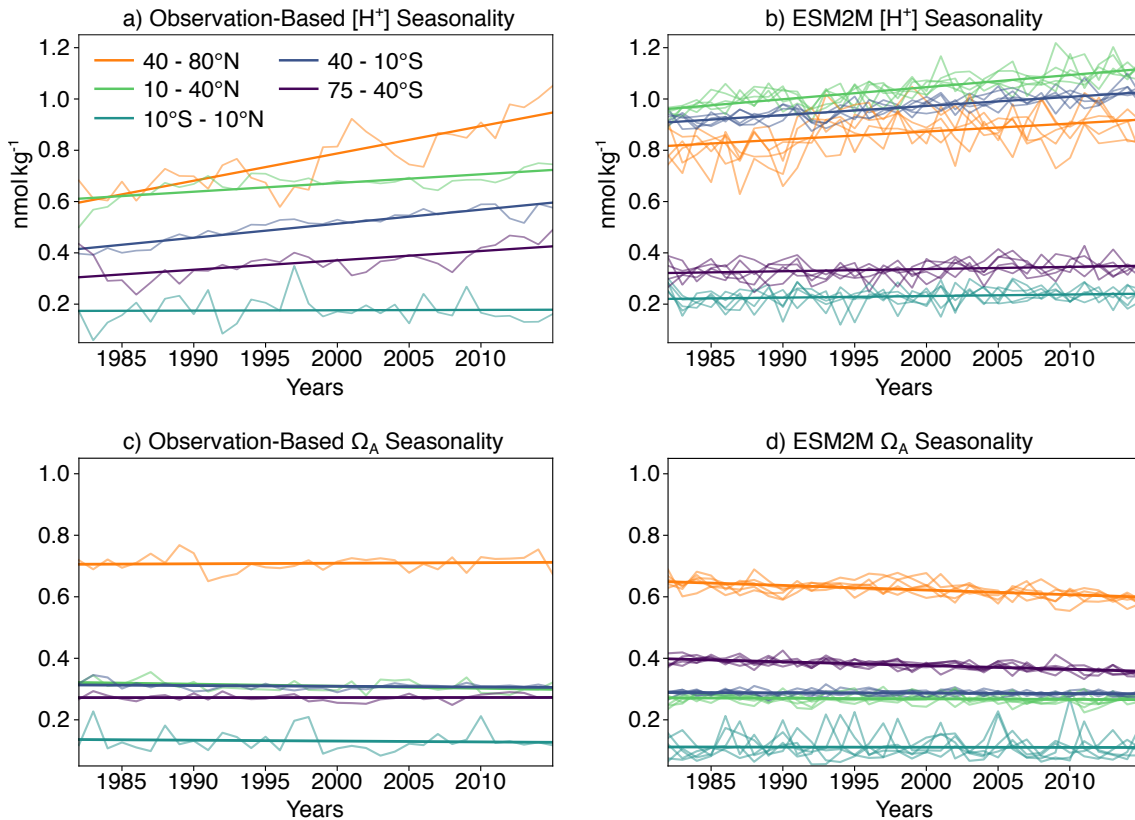 a) Observation-Based [H⁺] Seasonality
b) ESM2M [H⁺] Seasonality
40 - 80°N
10 - 40°N
10°S - 10°N
40 - 10°S
75 - 40°S
nmol kg⁻¹
1.2
1.0
0.8
0.6
0.4
0.2
1985 1990 1995 2000 2005 2010
Years
1.2
1.0
0.8
0.6
0.4
0.2
1985 1990 1995 2000 2005 2010
Years
c) Observation-Based Ω_A Seasonality
d) ESM2M Ω_A Seasonality
1.0
0.8
0.6
0.4
0.2
1985 1990 1995 2000 2005 2010
Years
1.0
0.8
0.6
0.4
0.2
1985 1990 1995 2000 2005 2010
Years